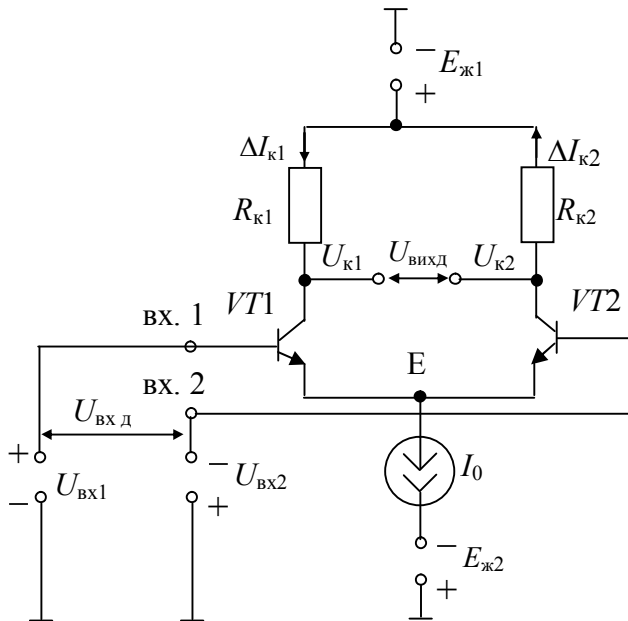 − Eж1
+
ΔIк1 ΔIк2
Rк1 Rк2
Uк1 Uвихд Uк2
VT1 VT2
вх. 1
E
вх. 2
Uвх д
+ − Uвх2 I0
− Uвх1 +
− Eж2
+